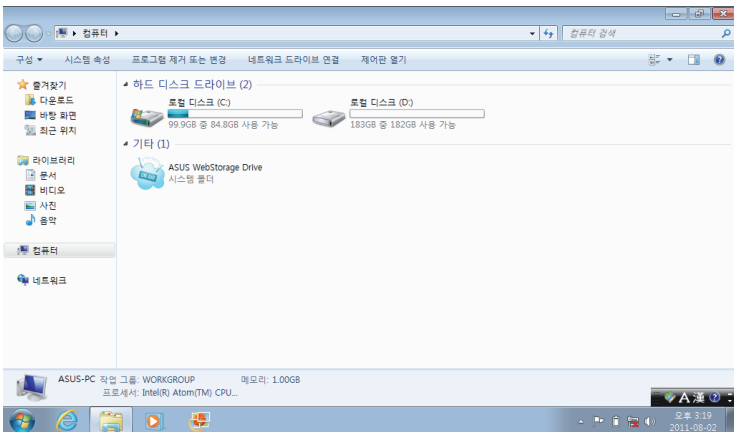 컴퓨터
컴퓨터 검색
구성 시스템 속성 프로그램 제거 또는 변경 네트워크 드라이브 연결 제어판 열기
즐겨찾기
다운로드
바탕 화면
최근 위치
라이브러리
문서
비디오
사진
음악
컴퓨터
네트워크
하드 디스크 드라이브 (2)
로컬 디스크 (C:)
99.9GB 중 84.8GB 사용 가능
로컬 디스크 (D:)
183GB 중 182GB 사용 가능
기타 (1)
ASUS WebStorage Drive
시스템 폴더
ASUS-PC 작업 그룹: WORKGROUP 메모리: 1.00GB
프로세서: Intel(R) Atom(TM) CPU...
A 漢
오후 3:19
2011-08-02